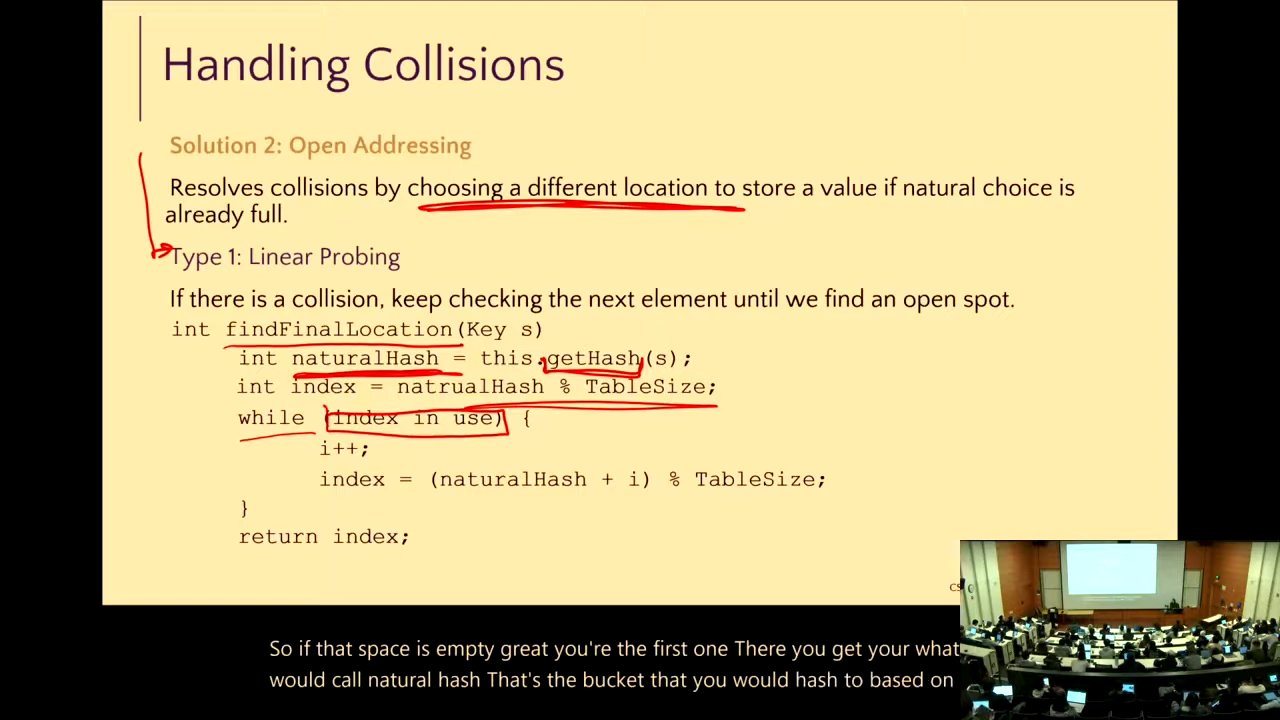 Handling Collisions
Solution 2: Open Addressing
Resolves collisions by choosing a different location to store a value if natural choice is
already full.
Type 1: Linear Probing
If there is a collision, keep checking the next element until we find an open spot.
int findFinalLocation(Key s)
int naturalHash = this.getHash(s);
int index = natrualHash % TableSize;
while (index in use) {
i++;
index = (naturalHash + i) % TableSize;
}
return index;
So if that space is empty great you're the first one There you get your what
would call natural hash That's the bucket that you would hash to based on